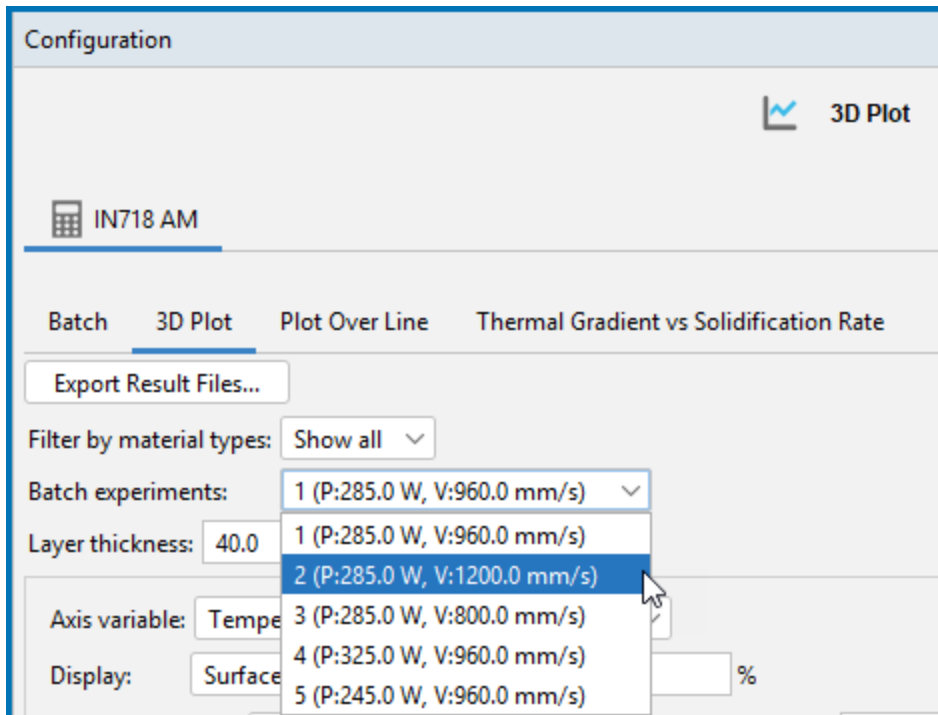 Configuration
3D Plot
IN718 AM
Batch 3D Plot Plot Over Line Thermal Gradient vs Solidification Rate
Export Result Files...
Filter by material types: Show all
Batch experiments: 1 (P:285.0 W, V:960.0 mm/s)
1 (P:285.0 W, V:960.0 mm/s)
Layer thickness: 40.0
2 (P:285.0 W, V:1200.0 mm/s)
Axis variable: Tempe
3 (P:285.0 W, V:800.0 mm/s)
4 (P:325.0 W, V:960.0 mm/s)
Display: Surface %
5 (P:245.0 W, V:960.0 mm/s)